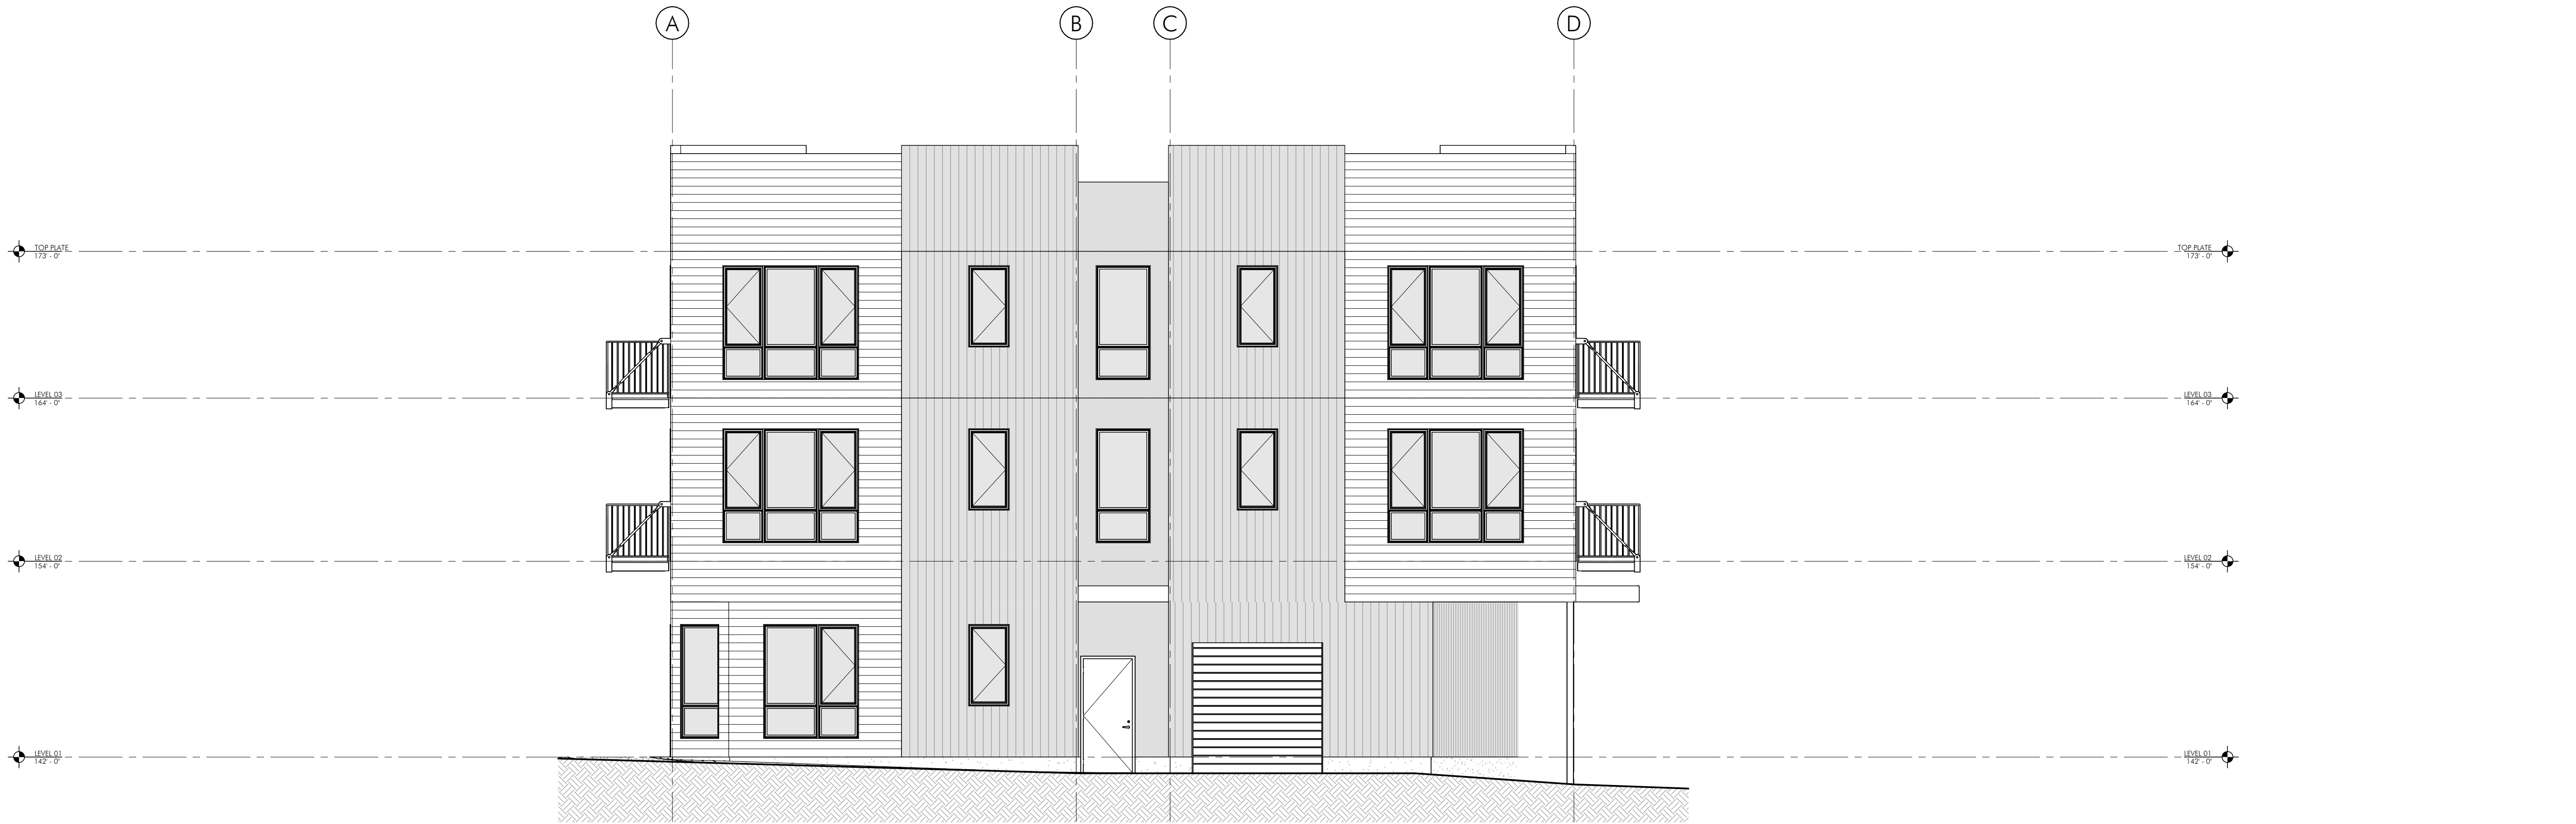 A B C D
TOP PLATE TOP PLATE
173' - 0" 173' - 0"
LEVEL 03 LEVEL 03
164' - 0" 164' - 0"
LEVEL 02 LEVEL 02
154' - 0" 154' - 0"
LEVEL 01 LEVEL 01
142' - 0" 142' - 0"